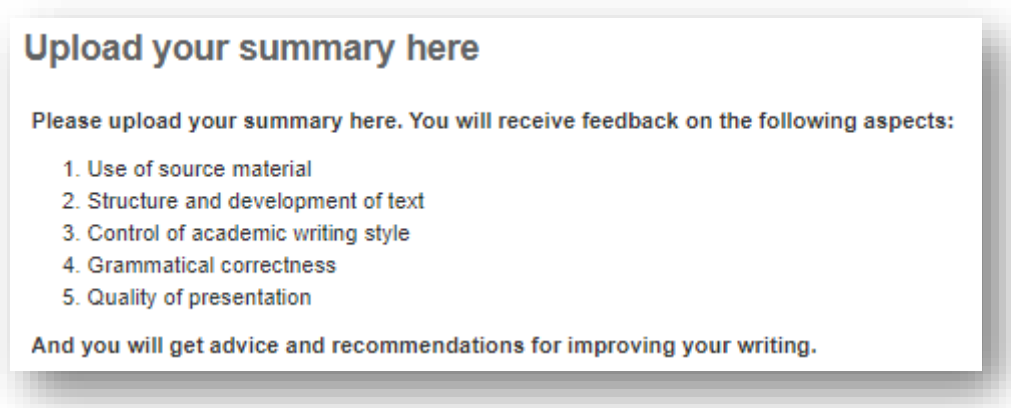 Upload your summary here
Please upload your summary here. You will receive feedback on the following aspects:
1. Use of source material
2. Structure and development of text
3. Control of academic writing style
4. Grammatical correctness
5. Quality of presentation
And you will get advice and recommendations for improving your writing.